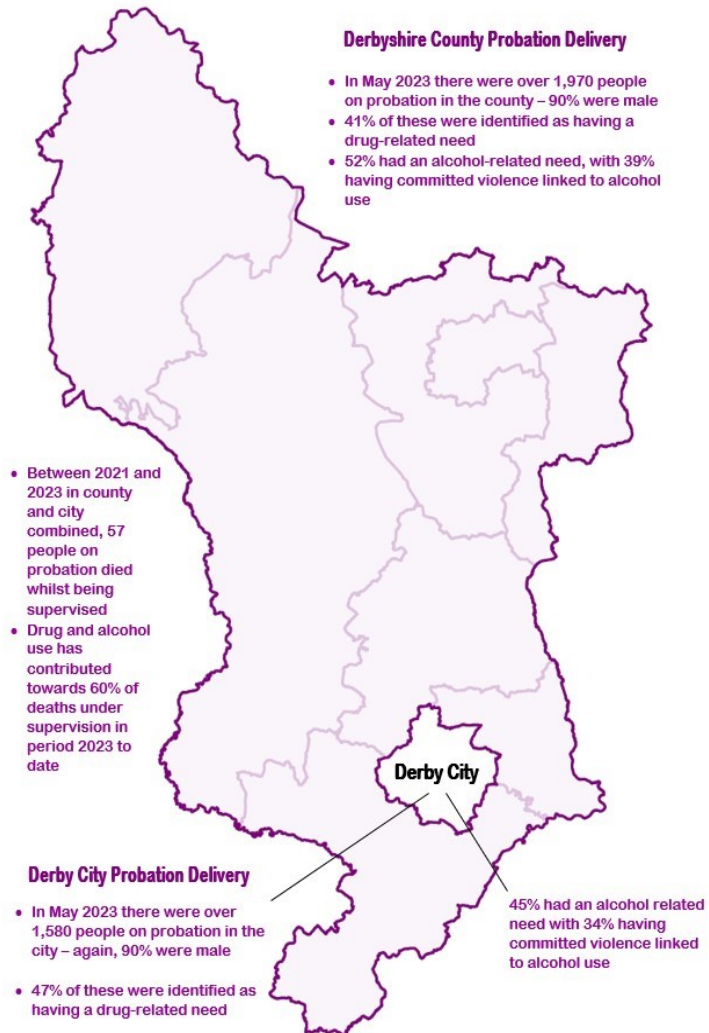 Derbyshire County Probation Delivery
• In May 2023 there were over 1,970 people
on probation in the county – 90% were male
• 41% of these were identified as having a
drug-related need
• 52% had an alcohol-related need, with 39%
having committed violence linked to alcohol
use
• Between 2021 and
2023 in county
and city
combined, 57
people on
probation died
whilst being
supervised
• Drug and alcohol
use has
contributed
towards 60% of
deaths under
supervision in
period 2023 to
date
Derby City
Derby City Probation Delivery
• In May 2023 there were over
1,580 people on probation in the
city – again, 90% were male
• 47% of these were identified as
having a drug-related need
45% had an alcohol related
need with 34% having
committed violence linked
to alcohol use